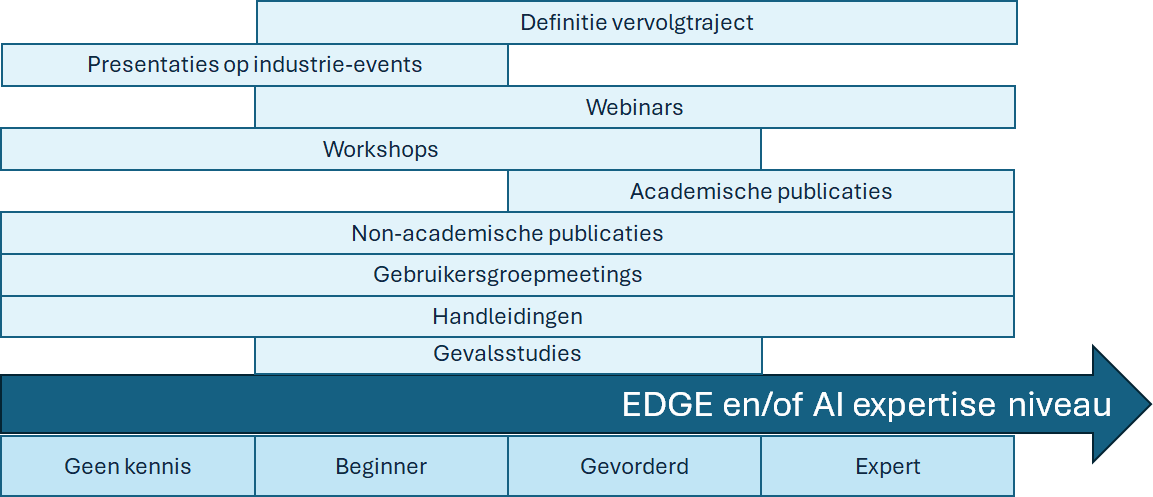 Definitie vervolgtraject
Presentaties op industrie-events
Webinars
Workshops
Academische publicaties
Non-academische publicaties
Gebruikersgroepmeetings
Handleidingen
Gevalsstudies
EDGE en/of AI expertise niveau
Geen kennis
Beginner
Gevorderd
Expert